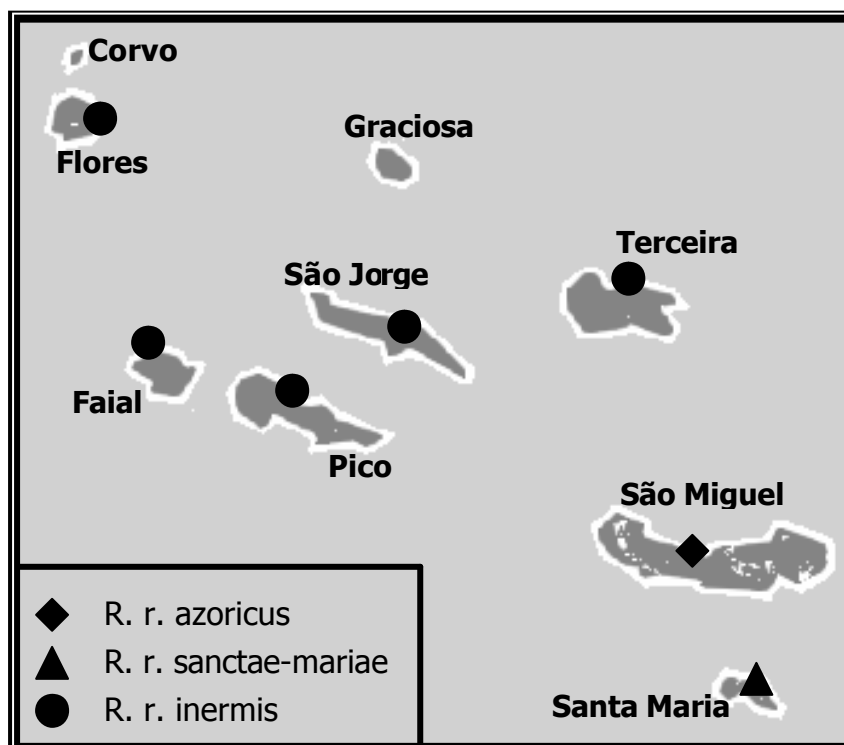 Corvo
Flores
Graciosa
Terceira
São Jorge
Faial
Pico
São Miguel
Santa Maria
R. r. azoricus
R. r. sanctae-mariae
R. r. inermis